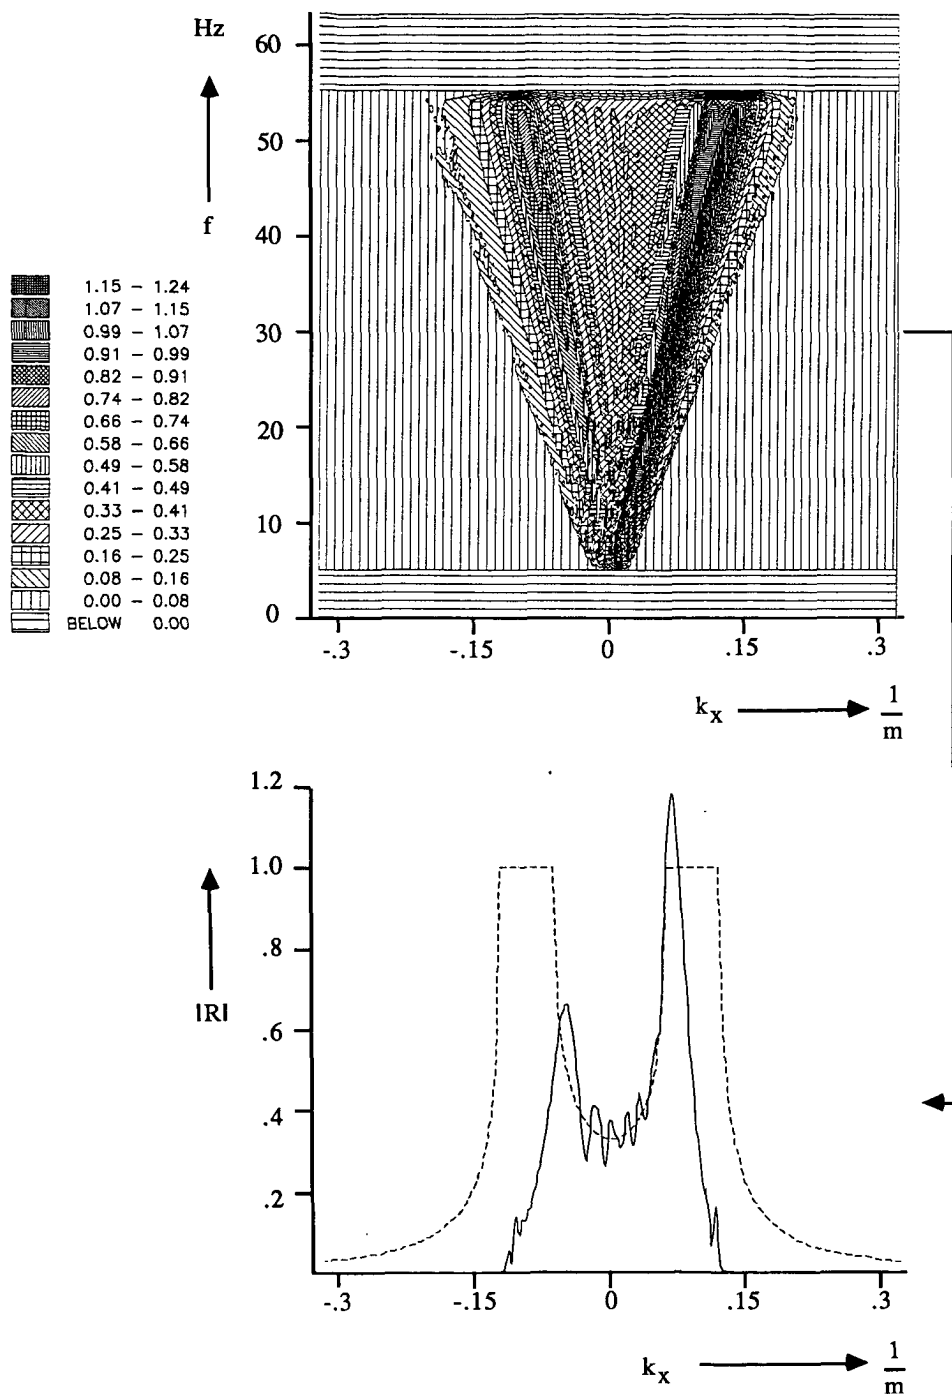 Hz
60
50
f
40
30
20
10
0
1.15 - 1.24
1.07 - 1.15
0.99 - 1.07
0.91 - 0.99
0.82 - 0.91
0.74 - 0.82
0.66 - 0.74
0.58 - 0.66
0.49 - 0.58
0.41 - 0.49
0.33 - 0.41
0.25 - 0.33
0.16 - 0.25
0.08 - 0.16
0.00 - 0.08
BELOW 0.00
-.3 -.15 0 .15 .3
kx 1/m
1.2
1.0
.8
|R|
.6
.4
.2
-.3 -.15 0 .15 .3
kx 1/m